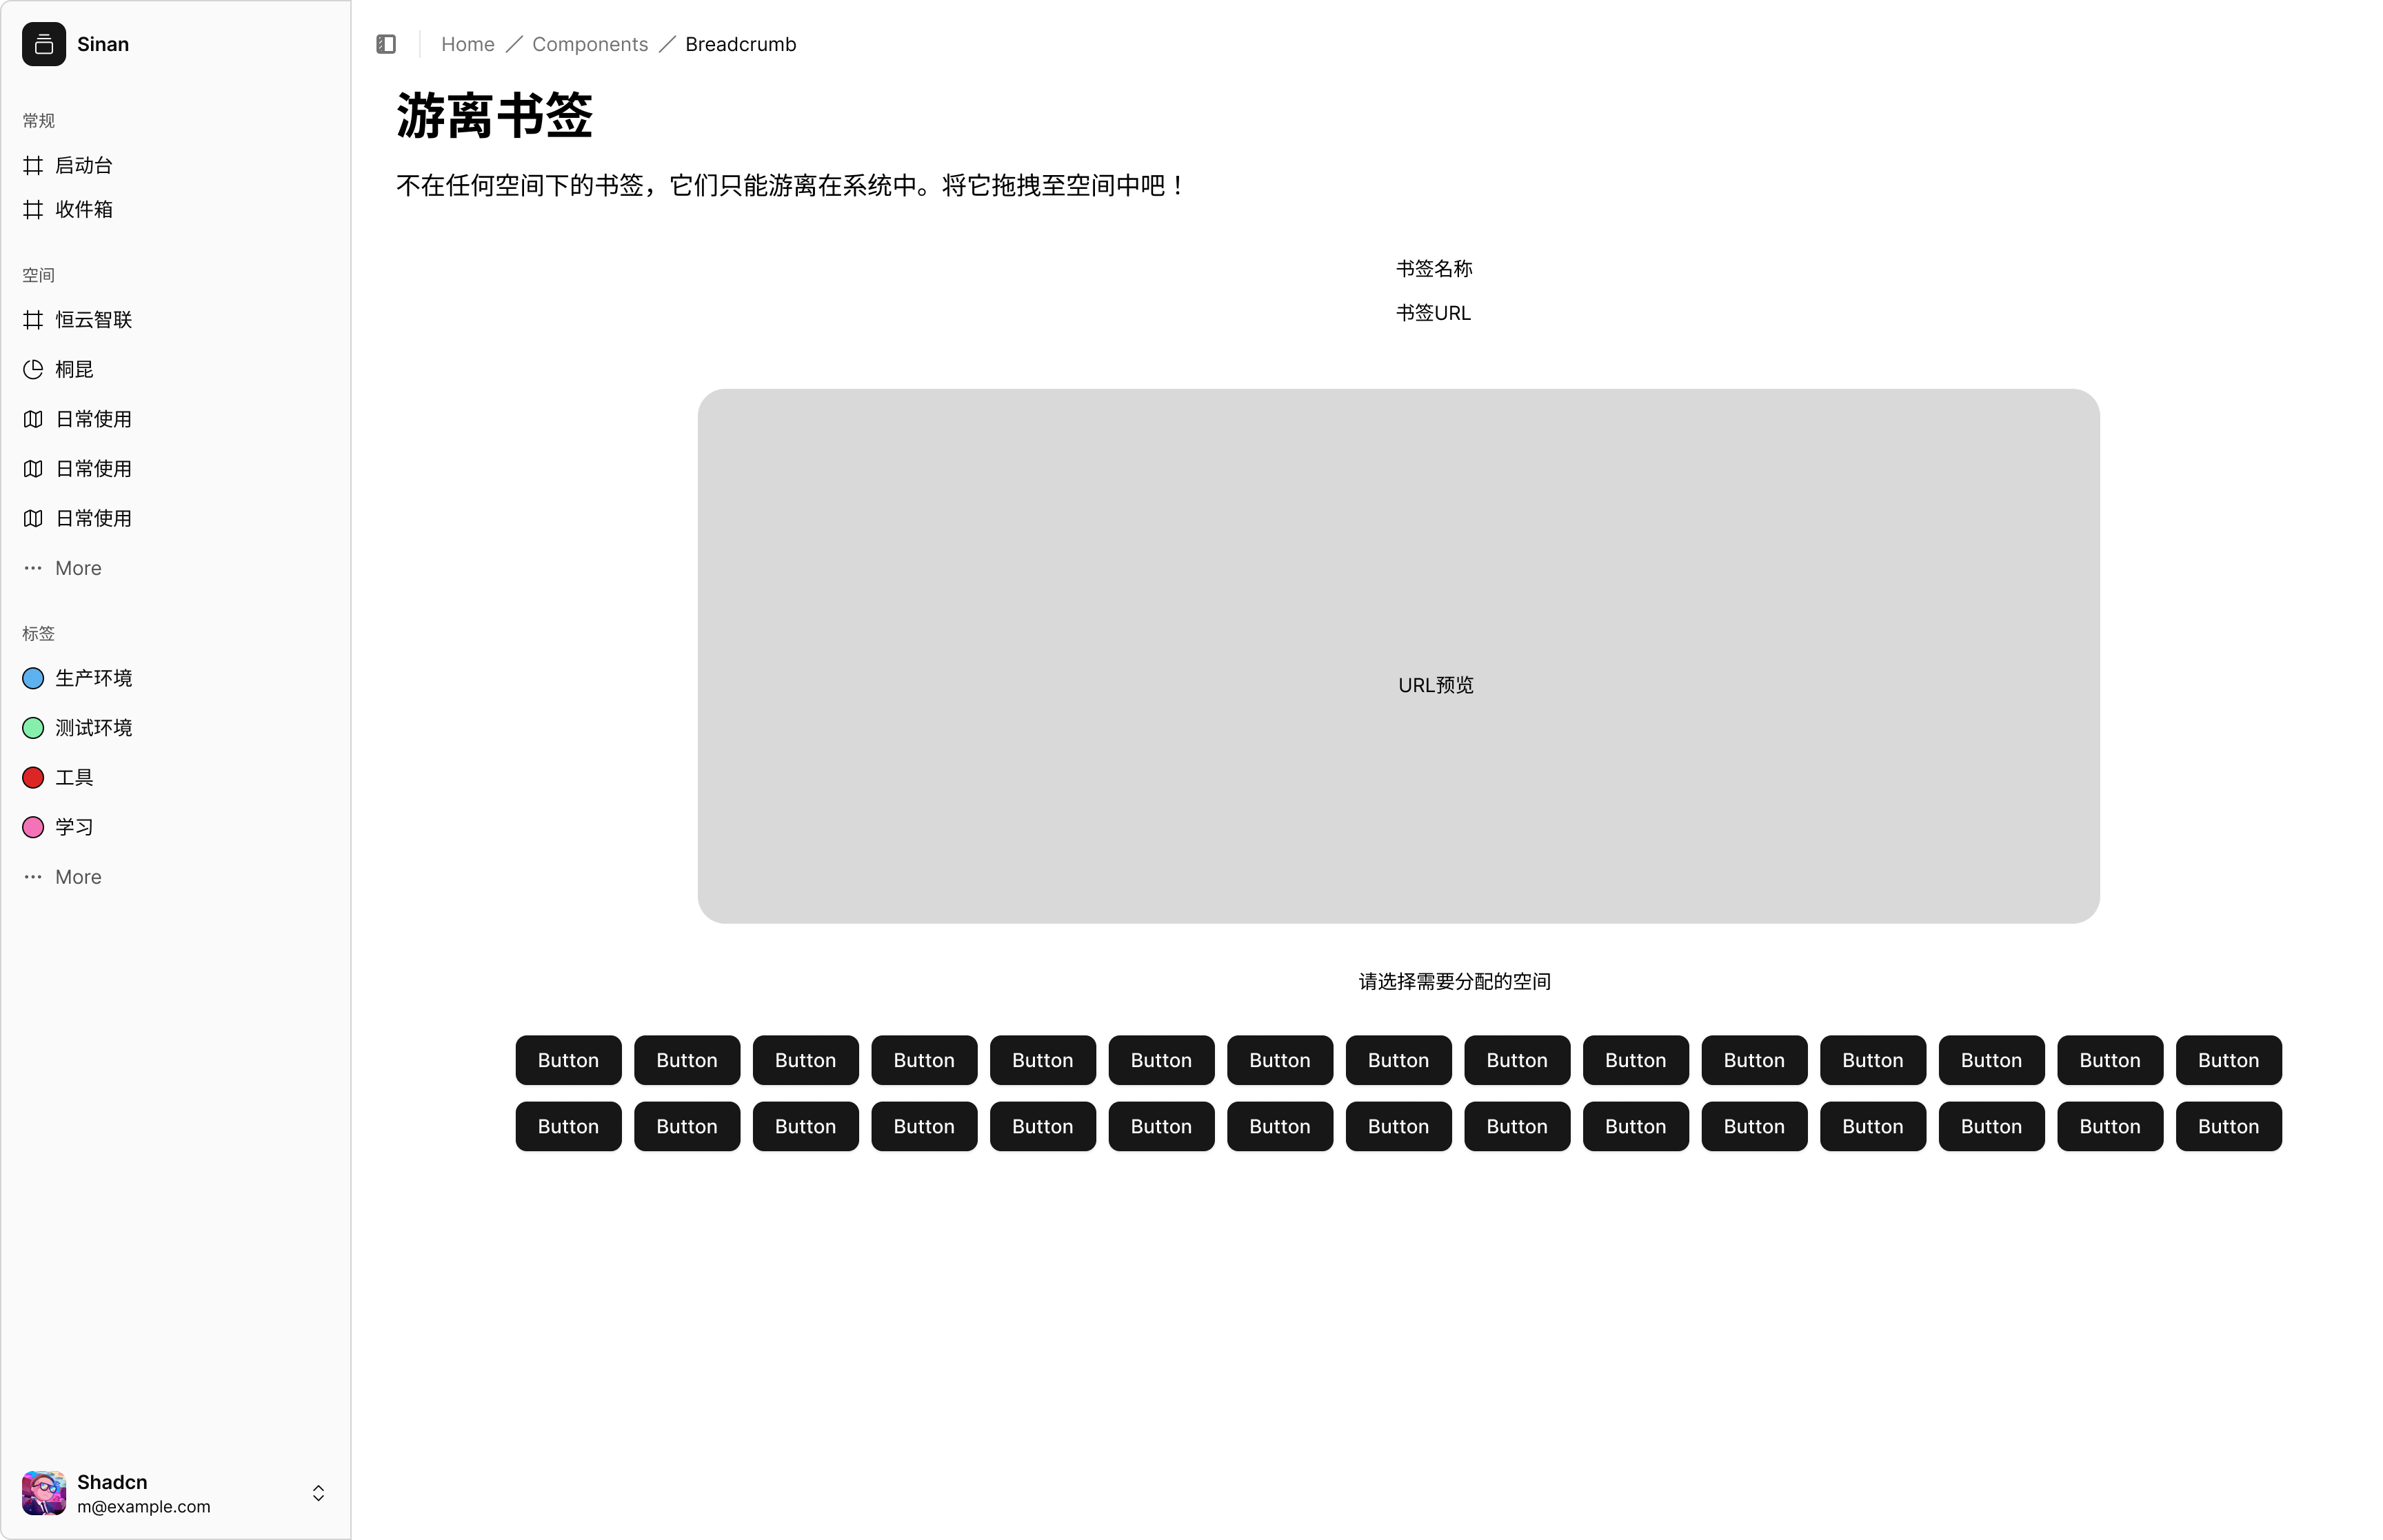 Sinan
常规
启动台
收件箱
空间
恒云智联
桐昆
日常使用
日常使用
日常使用
More
标签
生产环境
测试环境
工具
学习
More
Shadcn
m@example.com
Home / Components / Breadcrumb
游离书签
不在任何空间下的书签，它们只能游离在系统中。将它拖拽至空间中吧！
书签名称
书签URL
URL预览
请选择需要分配的空间
Button Button Button Button Button Button Button Button Button Button Button Button Button Button Button
Button Button Button Button Button Button Button Button Button Button Button Button Button Button Button